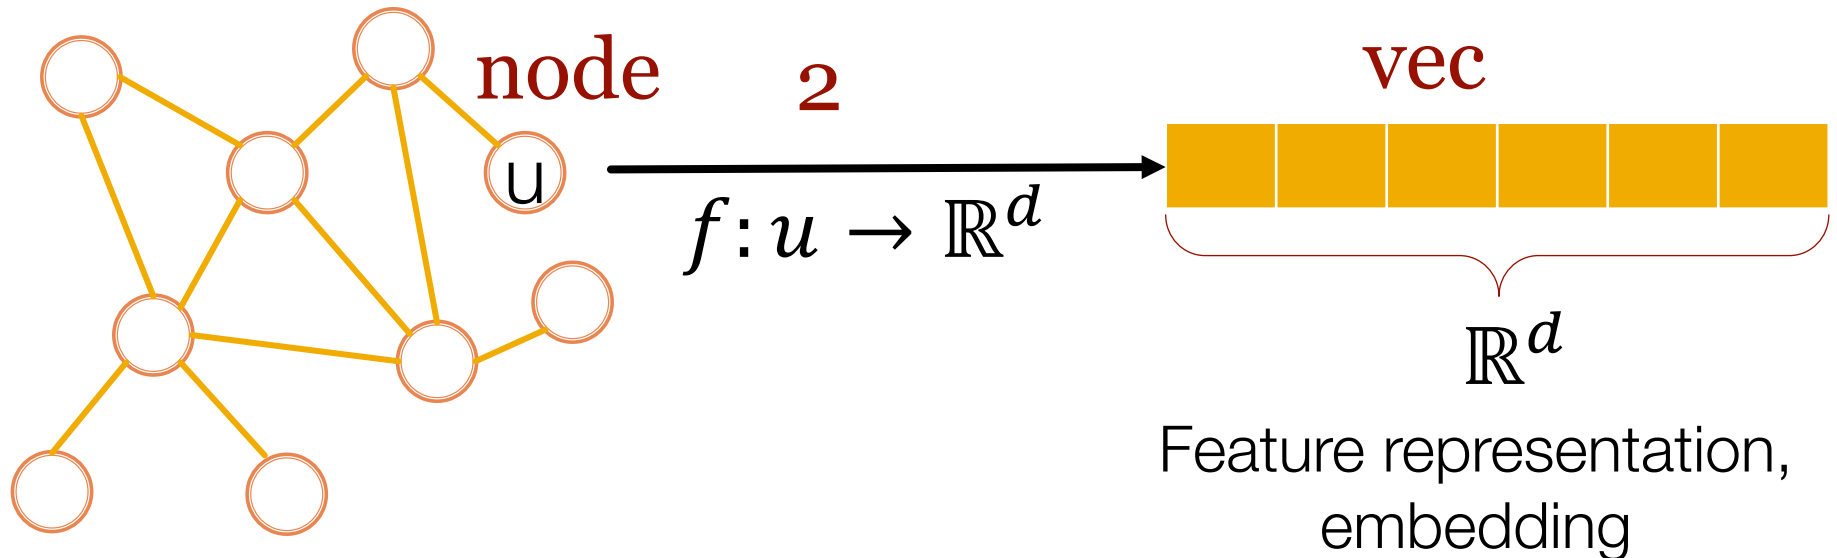 node 2 vec
u
f: u → ℝ^d
ℝ^d
Feature representation,
embedding